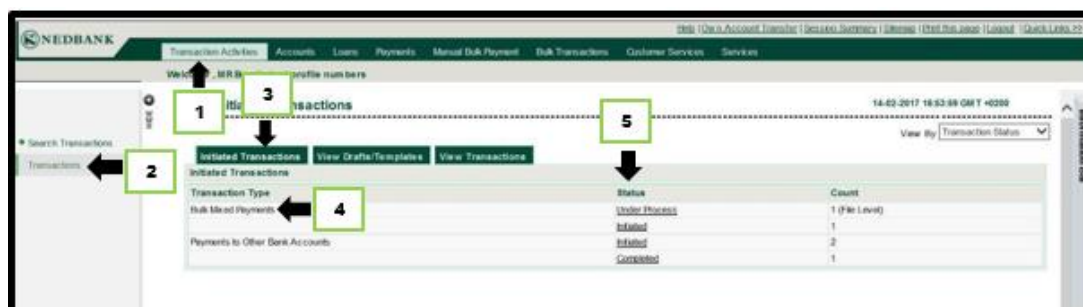 NEDBANK
Help | Own Account Transfer | Session Summary | Sitemap | Print this page | Logout | Quick Links >>
Transaction Activities Accounts Loans Payments Manual Bulk Payment Bulk Transactions Customer Services Services
profile numbers
14-02-2017 16:53:59 GMT +0200
1
3
5
View By Transaction Status
Search Transactions
Transactions
2
Initiated Transactions View Drafts/Templates View Transactions
Initiated Transactions
Transaction Type Status Count
Bulk Mixed Payments 4 Under Process 1 (File Level)
Initiated 1
Payments to Other Bank Accounts Initiated 2
Completed 1